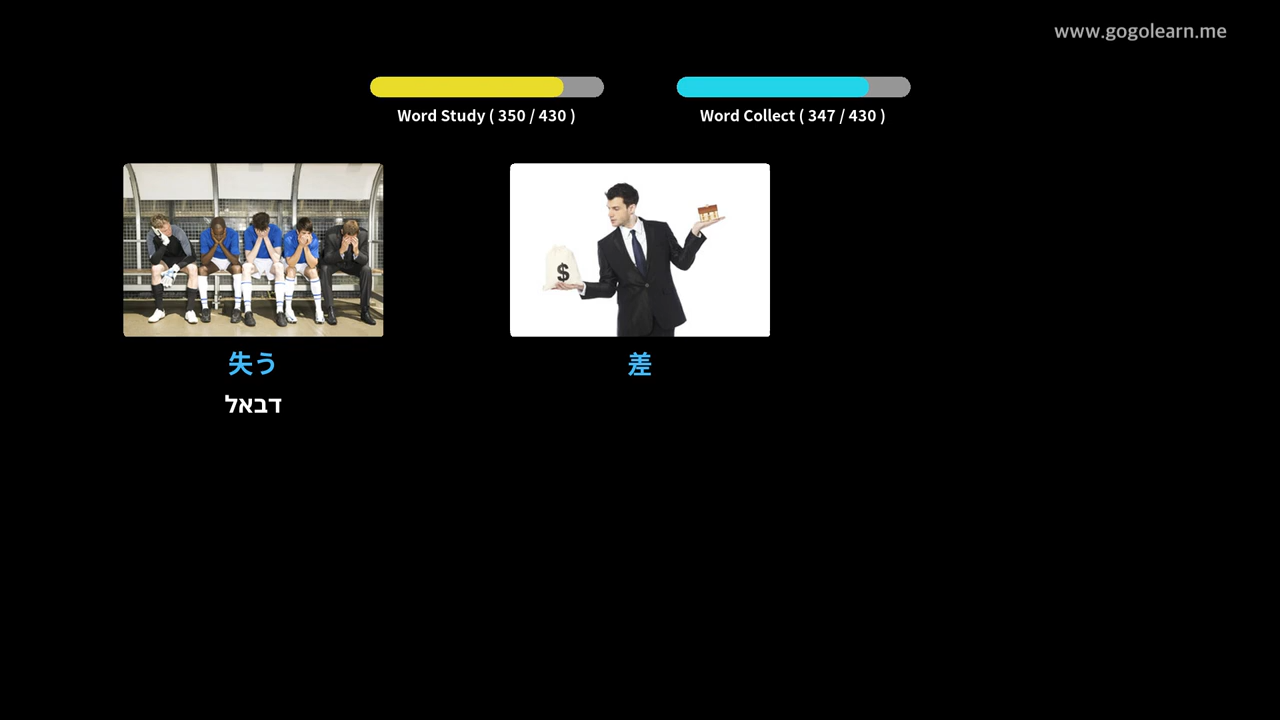 www.gogolearn.me
Word Study ( 350 / 430 )
Word Collect ( 347 / 430 )
$
失う
差
דבאל